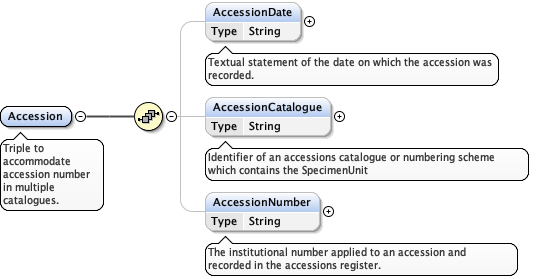 AccessionDate
Type String
Textual statement of the date on which the accession was
recorded.
AccessionCatalogue
Type String
Identifier of an accessions catalogue or numbering scheme
which contains the SpecimenUnit
Accession
Triple to
accommodate
accession number
in multiple
catalogues.
AccessionNumber
Type String
The institutional number applied to an accession and
recorded in the accessions register.